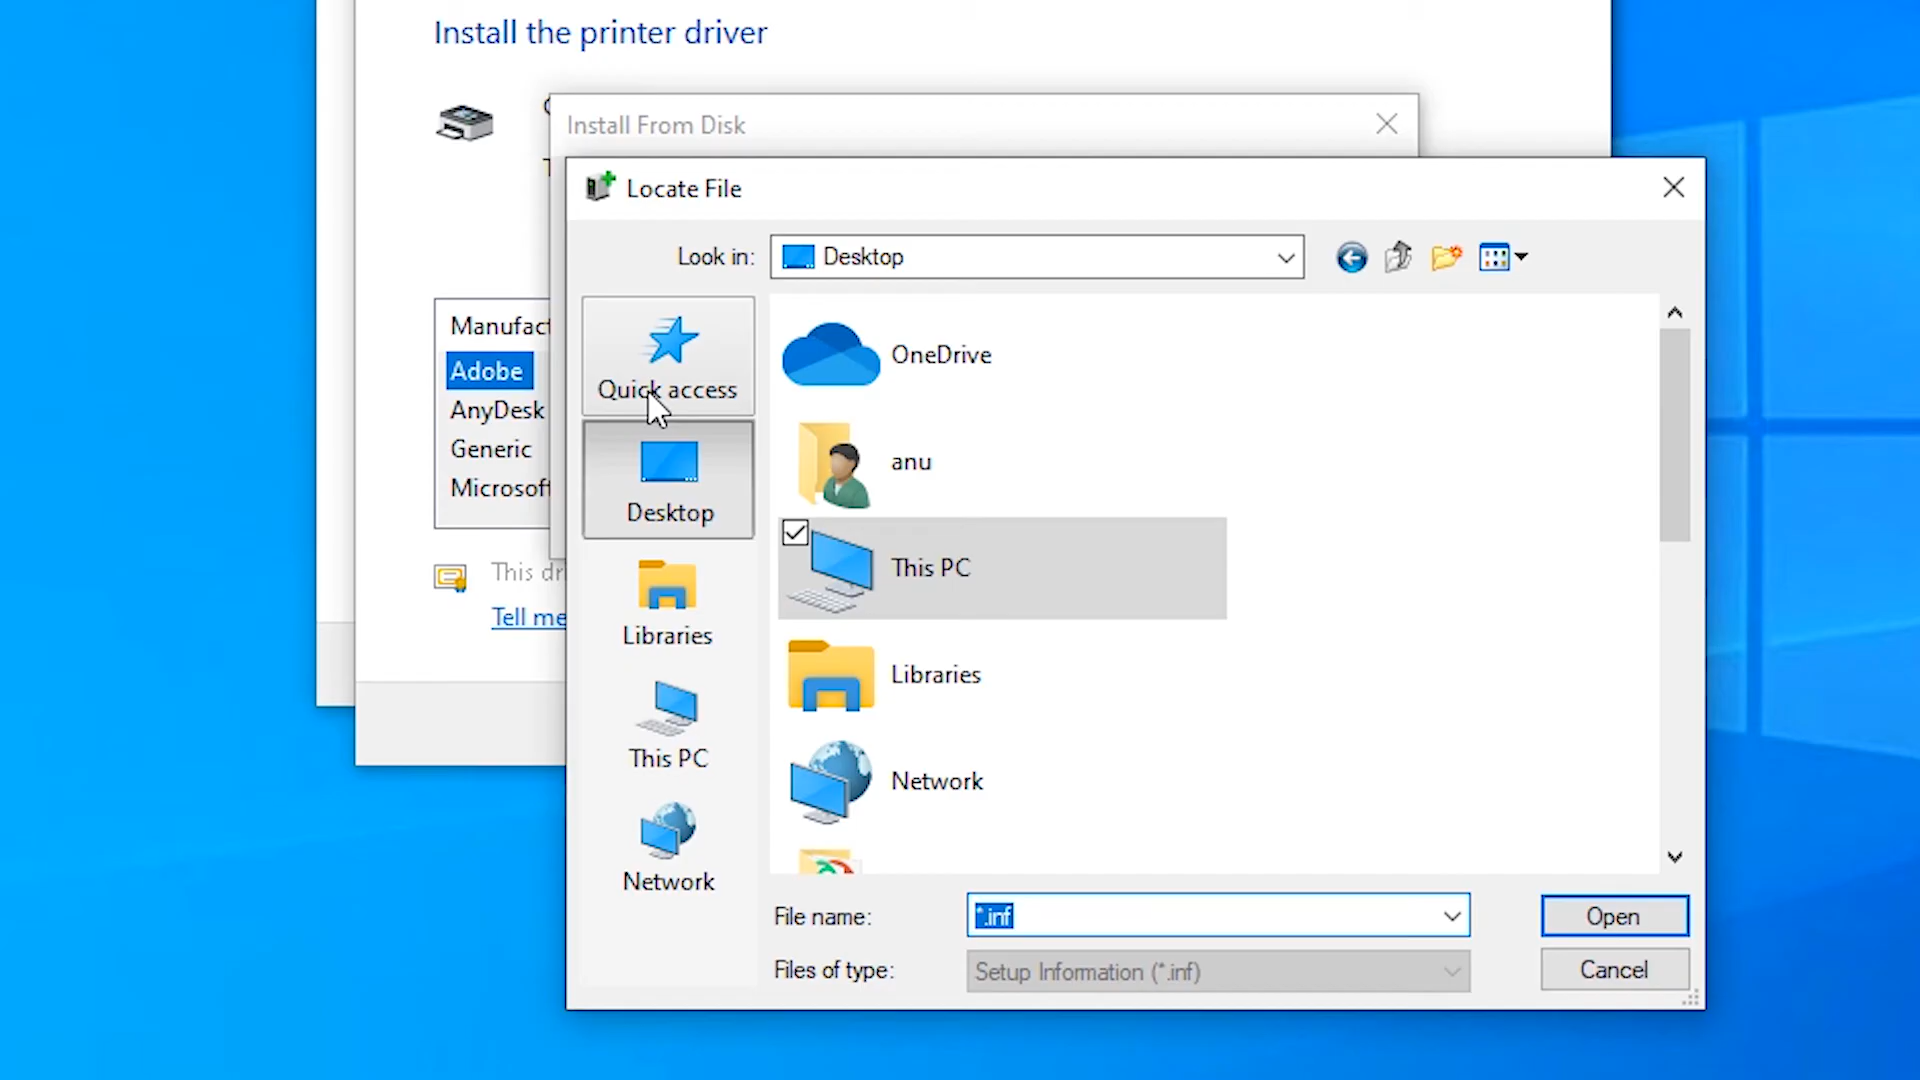 Install the printer driver
Install From Disk
Locate File
Look in:
Desktop
Quick access
Desktop
Libraries
This PC
Network
OneDrive
anu
This PC
Libraries
Network
File name:
*.inf
Open
Files of type:
Setup Information (*.inf)
Cancel
Manufact
Adobe
AnyDesk
Generic
Microsoft
This dri
Tell me